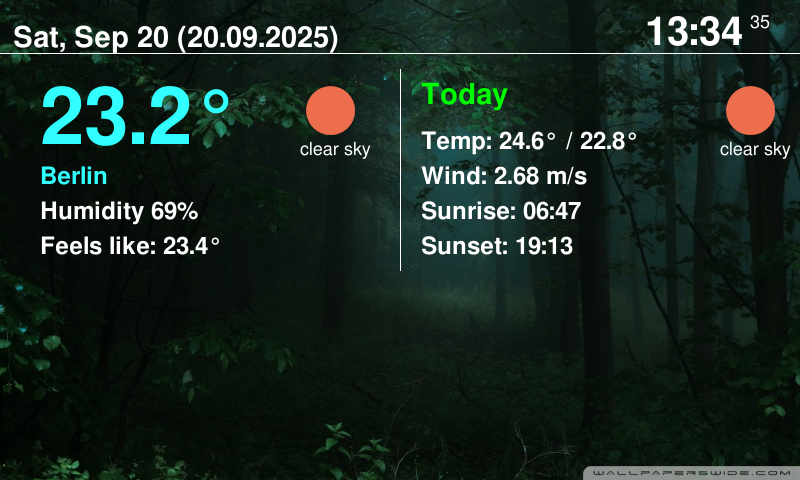 Sat, Sep 20 (20.09.2025)
13:34 35
23.2°
clear sky
Berlin
Humidity 69%
Feels like: 23.4°
Today
clear sky
Temp: 24.6° / 22.8°
Wind: 2.68 m/s
Sunrise: 06:47
Sunset: 19:13
WALLPAPERSWIDE.COM